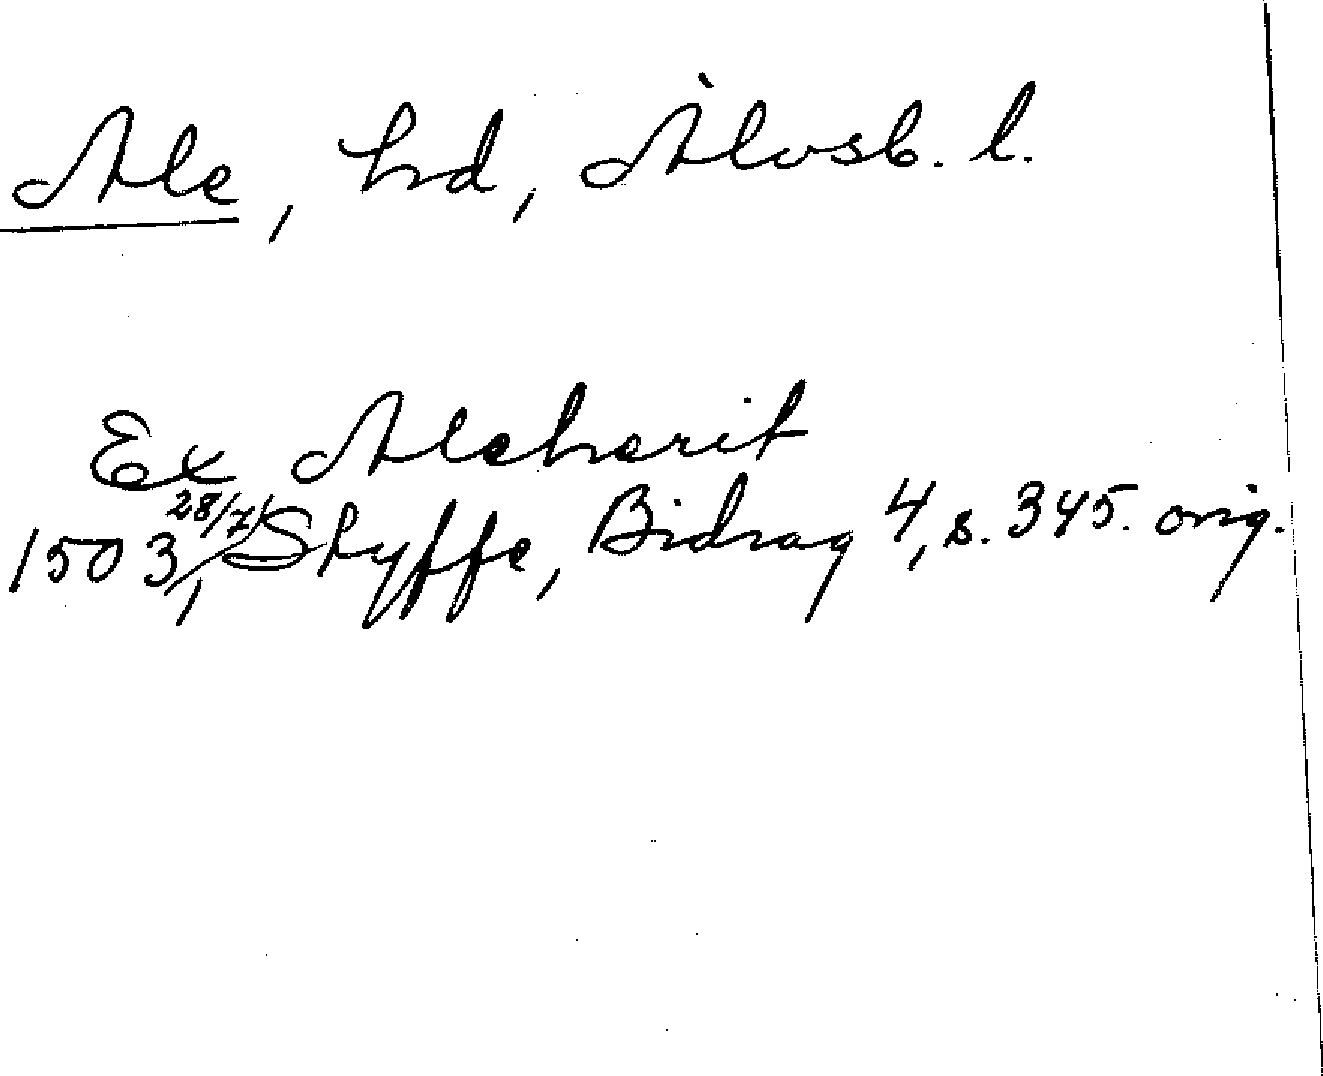 Ale, hd, Älvsb. l.
Ex Aleherit
1503 28/7, Styffe, Bidrag 4, s. 345. orig.